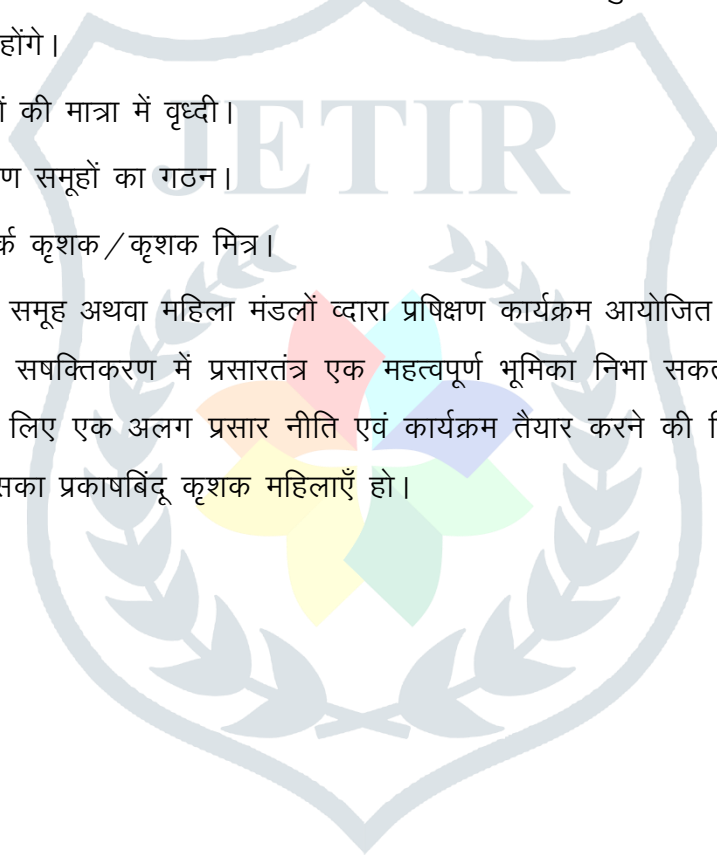 होंगे।
ों की मात्रा में वृध्दी।
ण समूहों का गठन।
र्क कृशक/कृशक मित्र।
समूह अथवा महिला मंडलों व्दारा प्रषिक्षण कार्यक्रम आयोजित
सषक्तिकरण में प्रसारतंत्र एक महत्वपूर्ण भूमिका निभा सकत
लिए एक अलग प्रसार नीति एवं कार्यक्रम तैयार करने की
सका प्रकाषबिंदू कृशक महिलाएँ हो।
JETIR